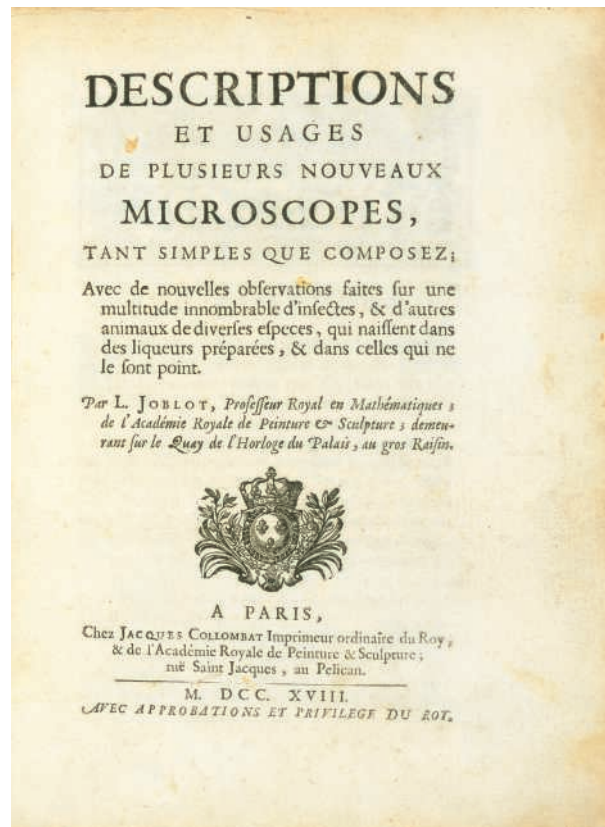 DESCRIPTIONS
ET USAGES
DE PLUSIEURS NOUVEAUX
MICROSCOPES,
TANT SIMPLES QUE COMPOSEZ;
Avec de nouvelles obſervations faites ſur une
multitude innombrable d'inſectes, & d'autres
animaux de diverſes eſpeces, qui naiſſent dans
des liqueurs préparées, & dans celles qui ne
le ſont point.
Par L. JOBLOT, Profeſſeur Royal en Mathématiques;
de l'Académie Royale de Peinture & Sculpture; demeu-
rant ſur le Quay de l'Horloge du Palais, au gros Raiſin.
A PARIS,
Chez JACQUES COLLOMBAT Imprimeur ordinaire du Roy,
& de l'Académie Royale de Peinture & Sculpture;
ruë Saint Jacques, au Pelican.
M. DCC. XVIII.
AVEC APPROBATIONS ET PRIVILEGE DU ROY.